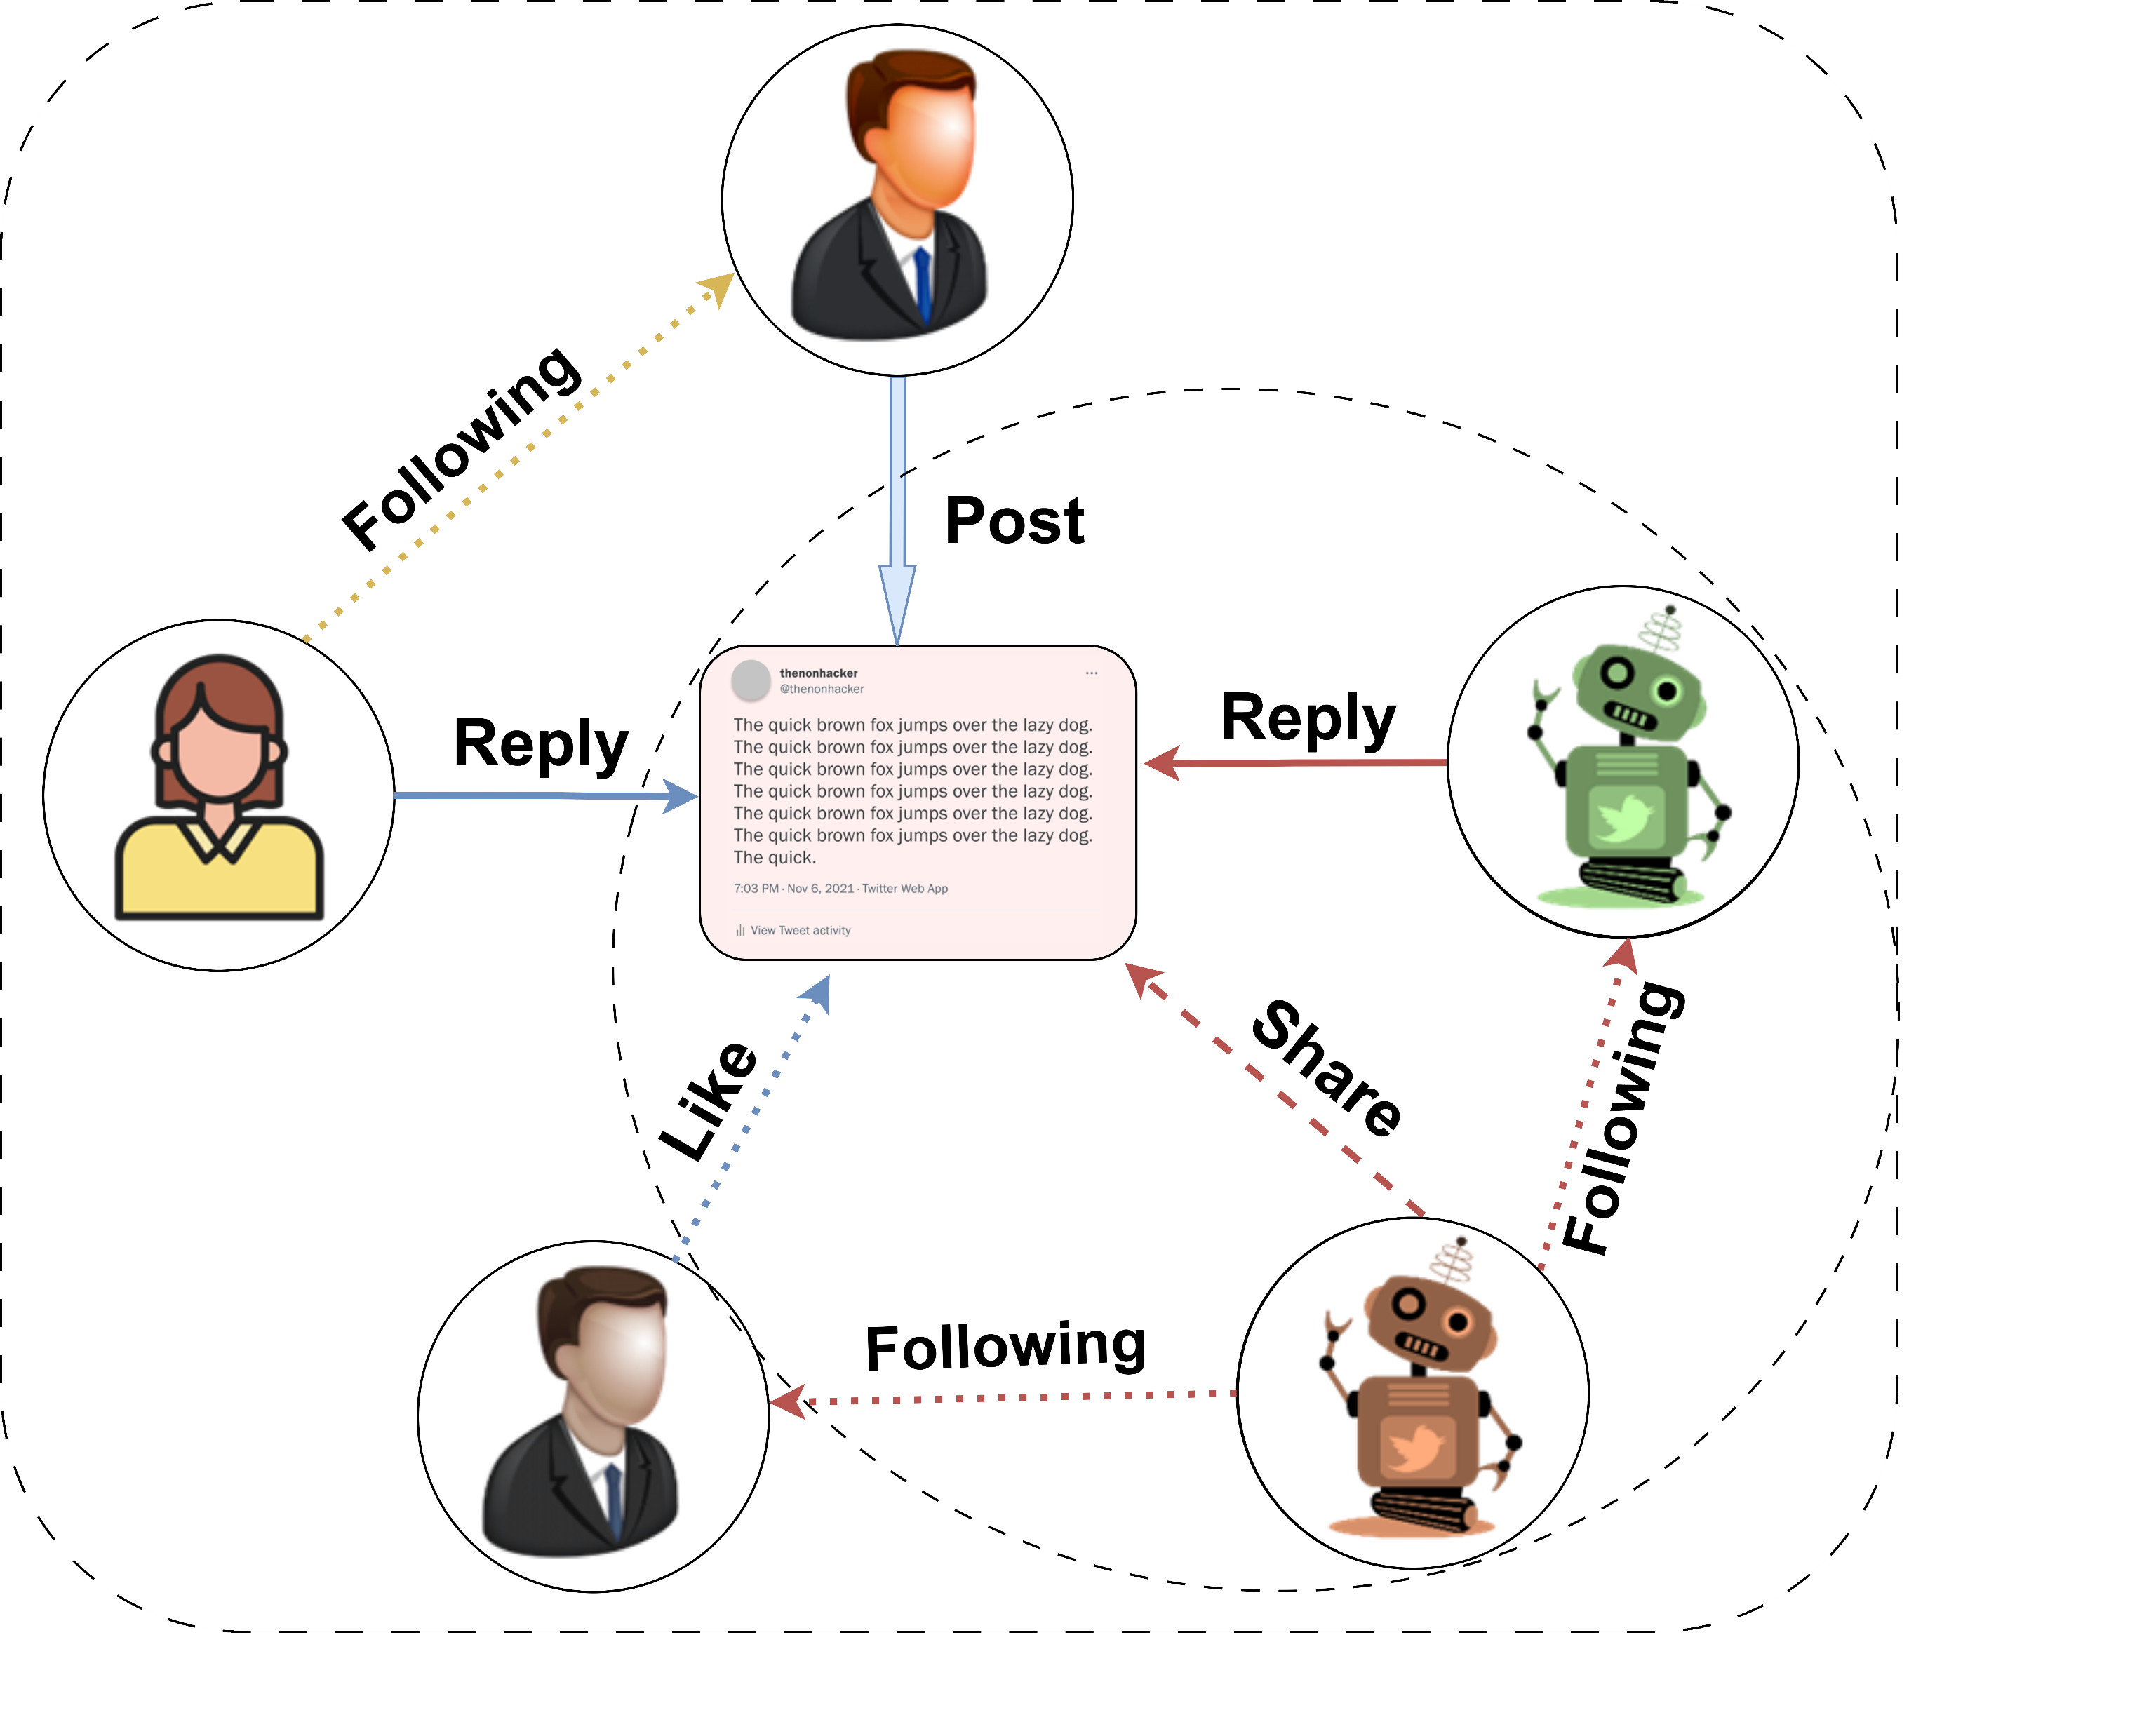 Following
Post
Reply
thenonhacker
@thenonhacker
...
The quick brown fox jumps over the lazy dog.
The quick brown fox jumps over the lazy dog.
The quick brown fox jumps over the lazy dog.
The quick brown fox jumps over the lazy dog.
The quick brown fox jumps over the lazy dog.
The quick brown fox jumps over the lazy dog.
The quick.
7:03 PM · Nov 6, 2021 · Twitter Web App
View Tweet activity
Reply
Like
Share
Following
Following